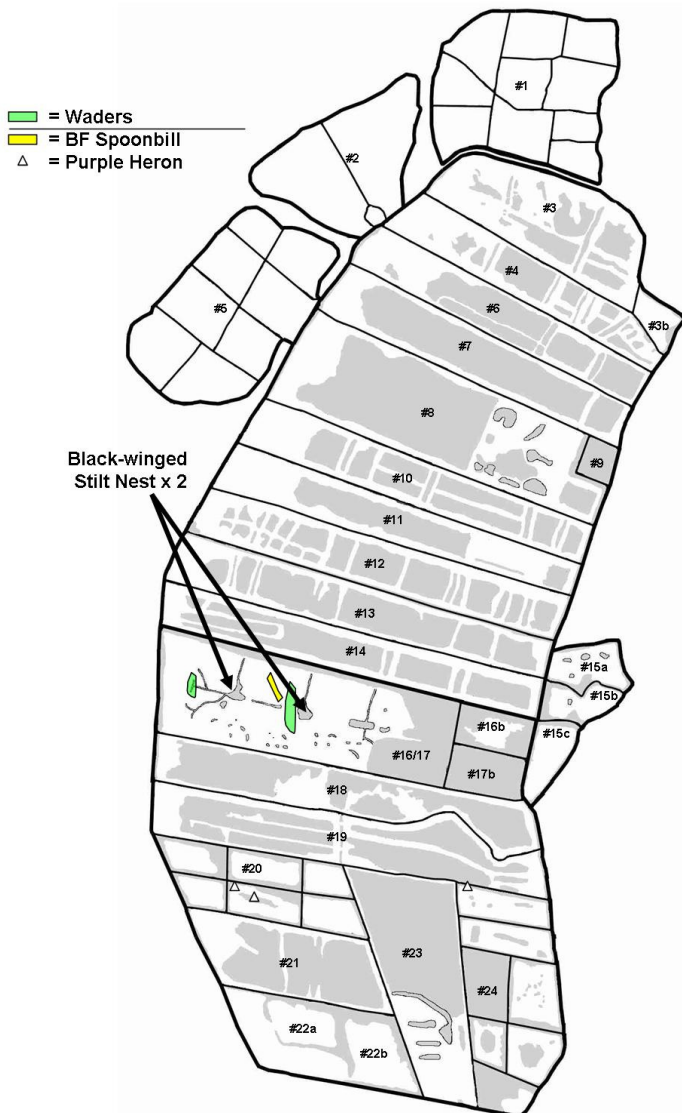 #1
= Waders
= BF Spoonbill
#2
= Purple Heron
#3
#4
#5
#6
#3b
#7
#8
Black-winged
Stilt Nest x 2
#9
#10
#11
#12
#13
#14
#15a
#15b
#16b
#15c
#16/17
#17b
#18
#19
#20
#23
#21
#24
#22a
#22b